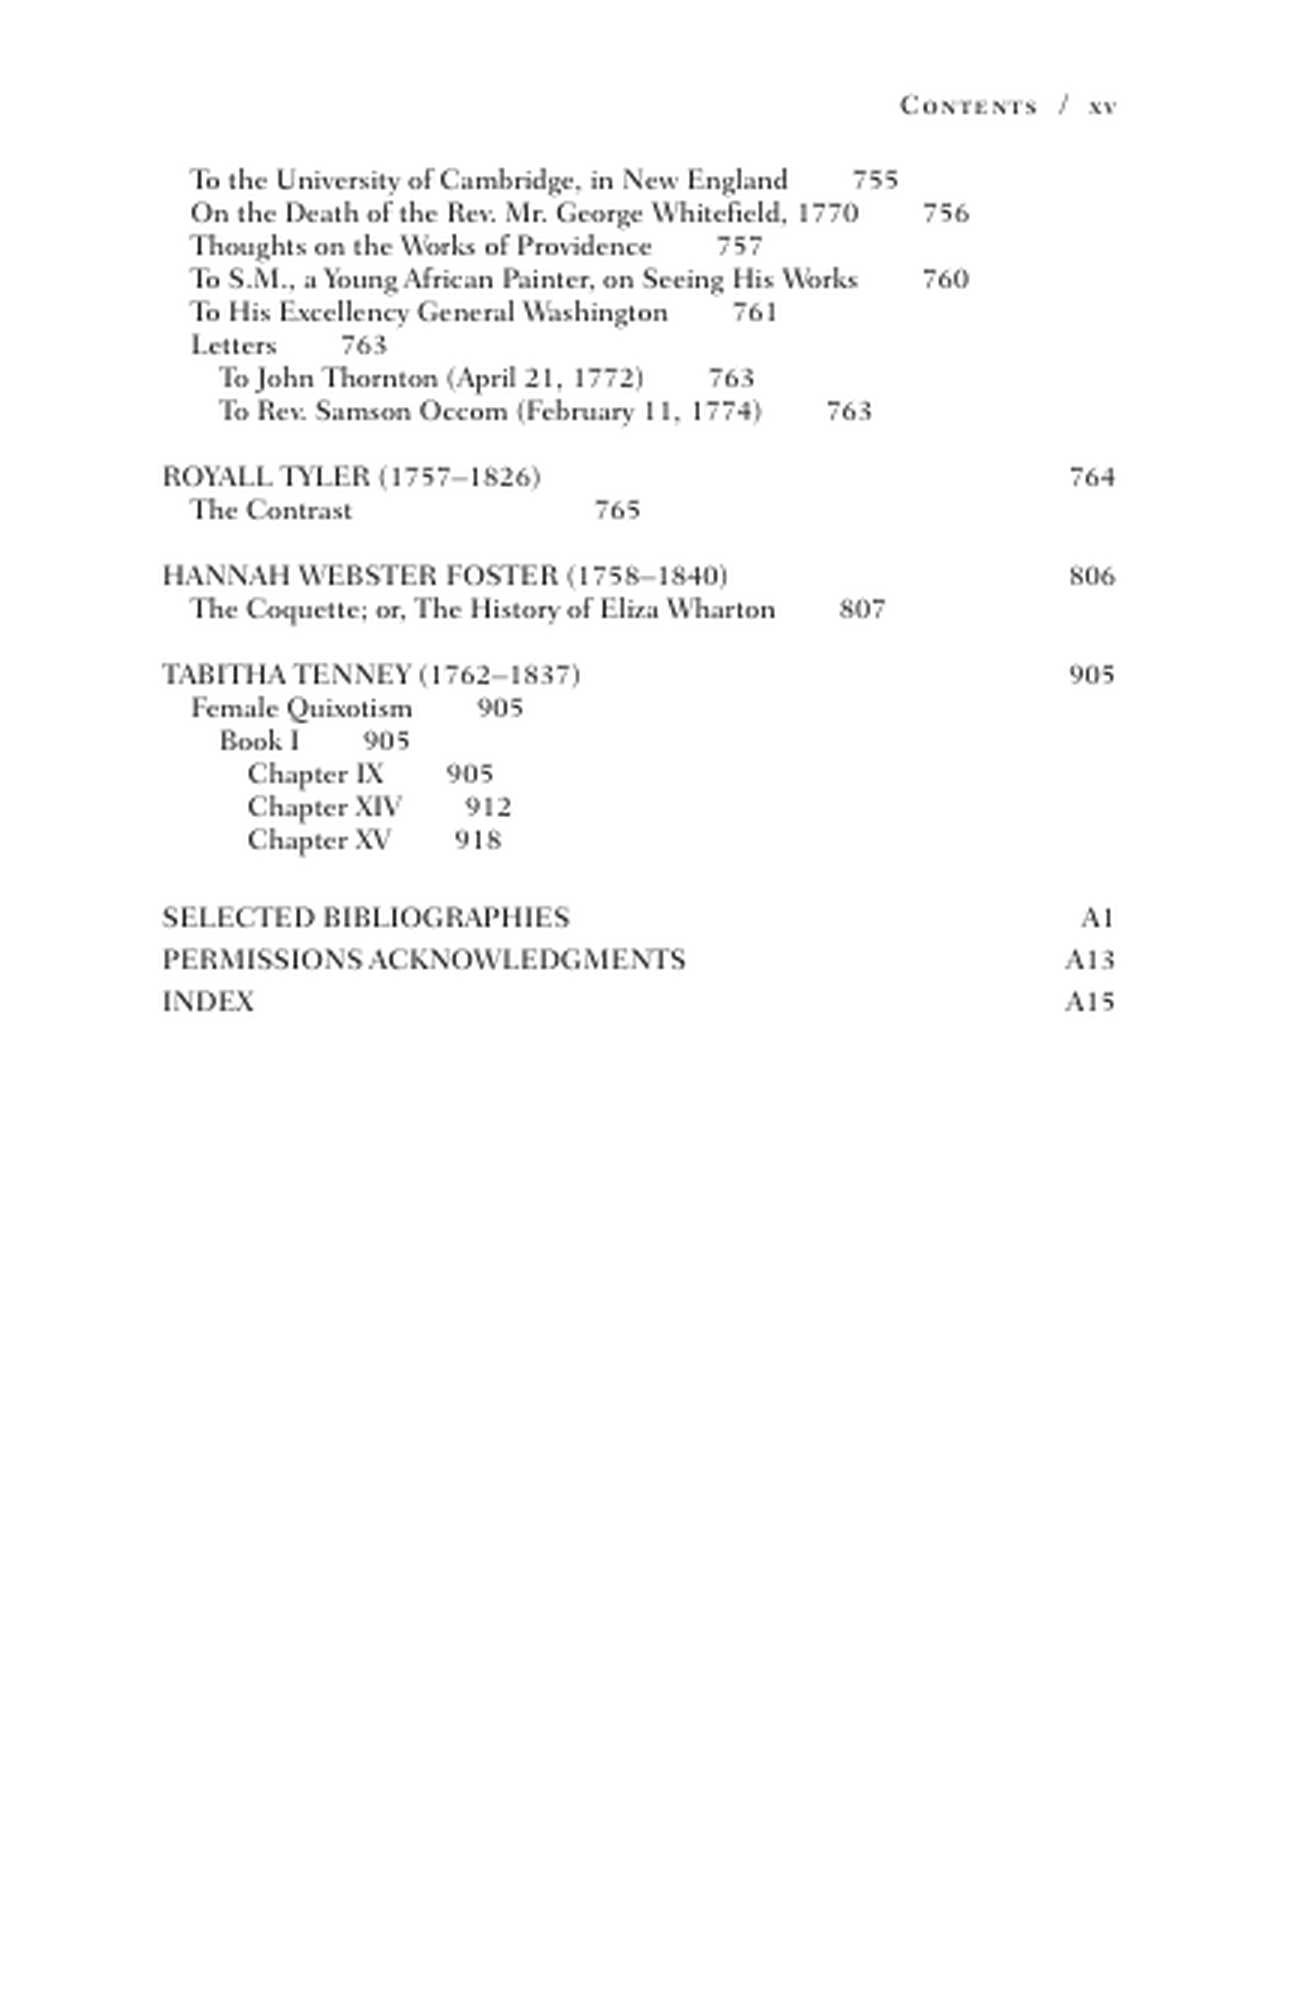 CONTENTS / XV
To the University of Cambridge, in New England 755
On the Death of the Rev. Mr. George Whitefield, 1770 756
Thoughts on the Works of Providence 757
To S.M., a Young African Painter, on Seeing His Works 760
To His Excellency General Washington 761
Letters 763
To John Thornton (April 21, 1772) 763
To Rev. Samson Occom (February 11, 1774) 763
ROYALL TYLER (1757–1826) 764
The Contrast 765
HANNAH WEBSTER FOSTER (1758–1840) 806
The Coquette; or, The History of Eliza Wharton 807
TABITHA TENNEY (1762–1837) 905
Female Quixotism 905
Book I 905
Chapter IX 905
Chapter XIV 912
Chapter XV 918
SELECTED BIBLIOGRAPHIES A1
PERMISSIONS ACKNOWLEDGMENTS A13
INDEX A15